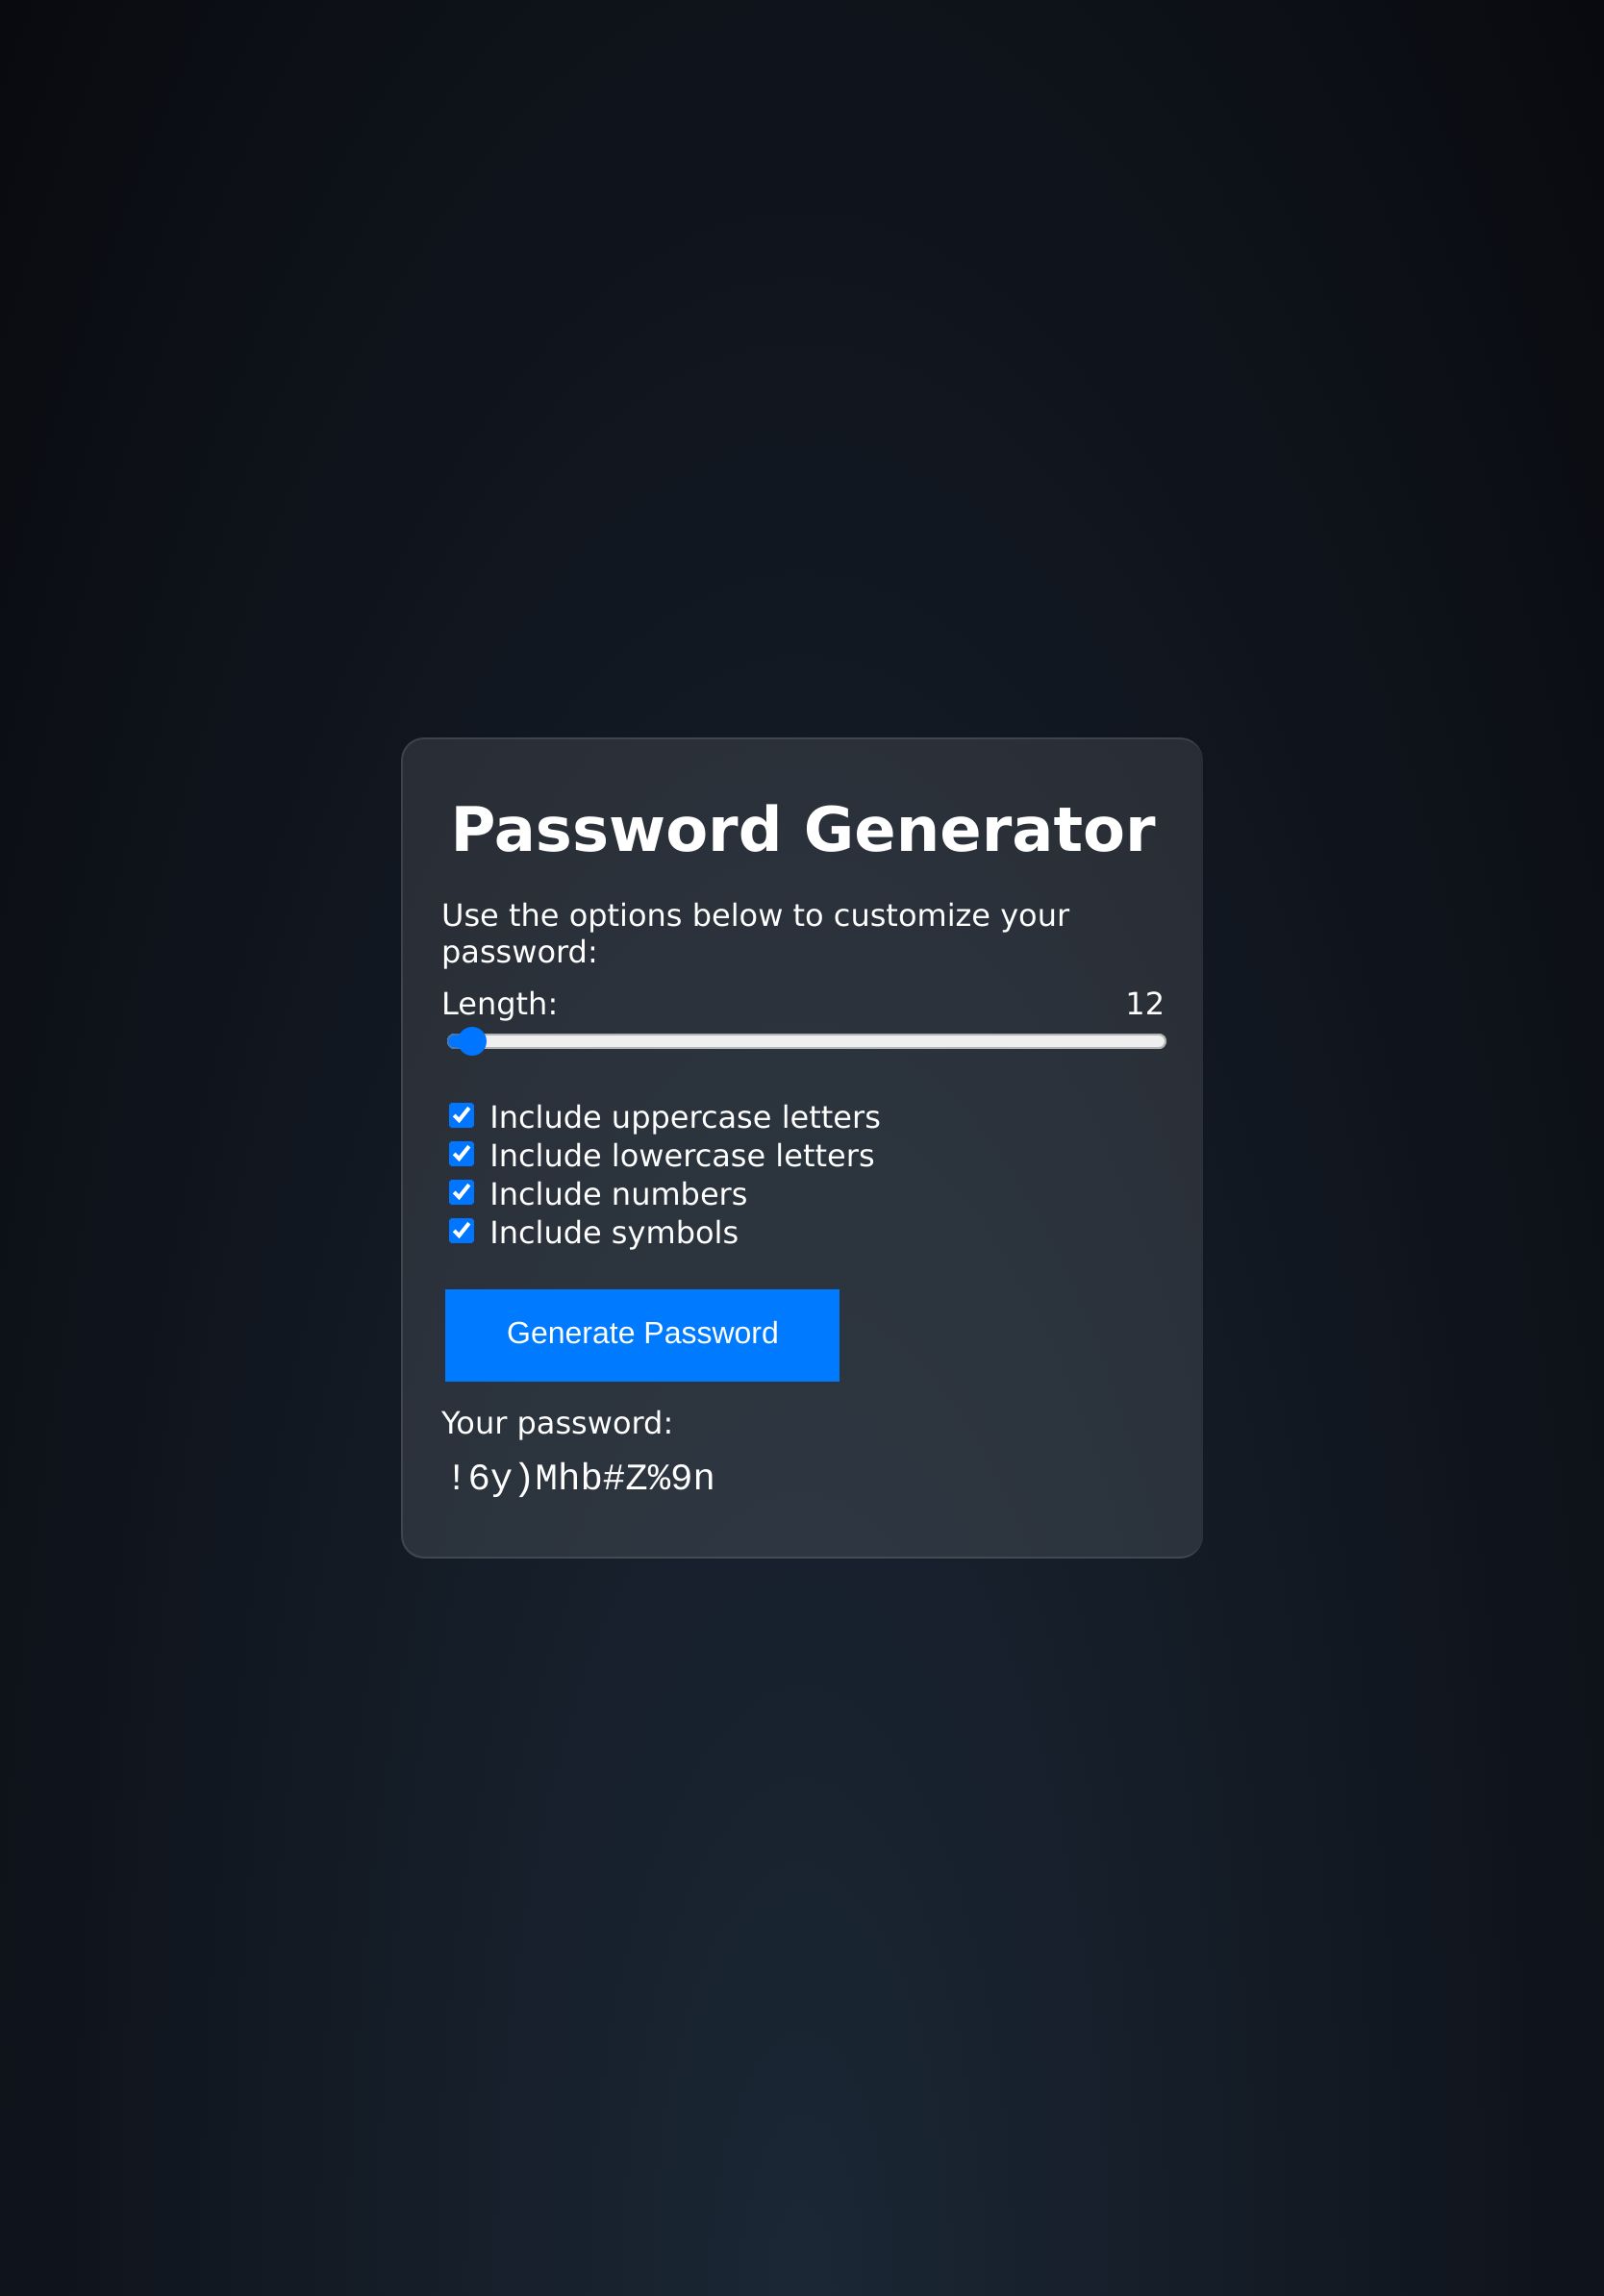 Password Generator
Use the options below to customize your
password:
Length: 12
Include uppercase letters
Include lowercase letters
Include numbers
Include symbols
Generate Password
Your password:
!6y)Mhb#Z%9n